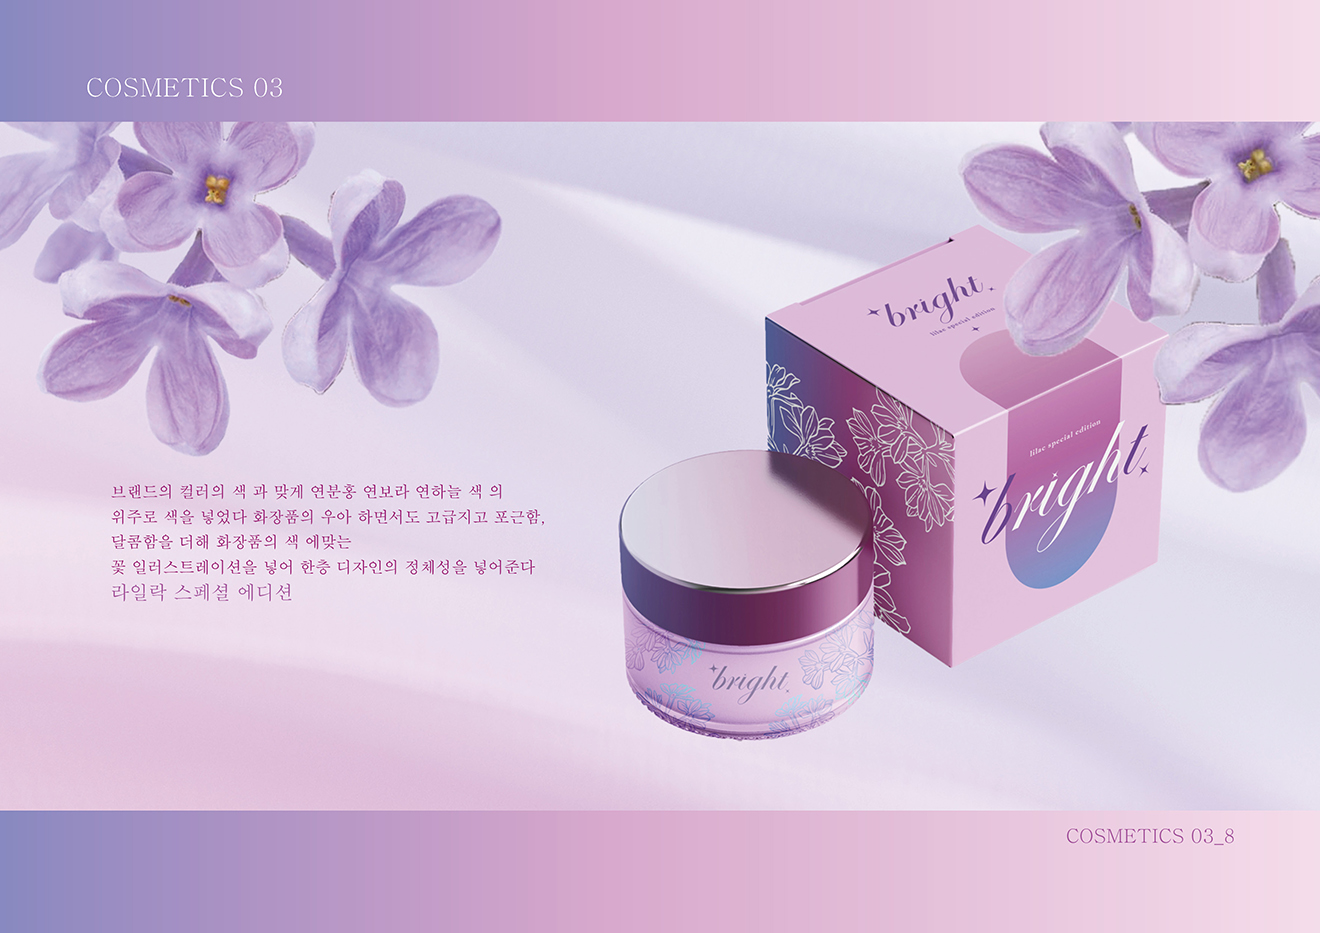 COSMETICS 03
bright
lilac special edition
lilac special edition
bright
브랜드의 컬러의 색 과 맞게 연분홍 연보라 연하늘 색 의
위주로 색을 넣었다 화장품의 우아 하면서도 고급지고 포근함,
달콤함을 더해 화장품의 색 에맞는
꽃 일러스트레이션을 넣어 한층 디자인의 정체성을 넣어준다
라일락 스페셜 에디션
bright
COSMETICS 03_8